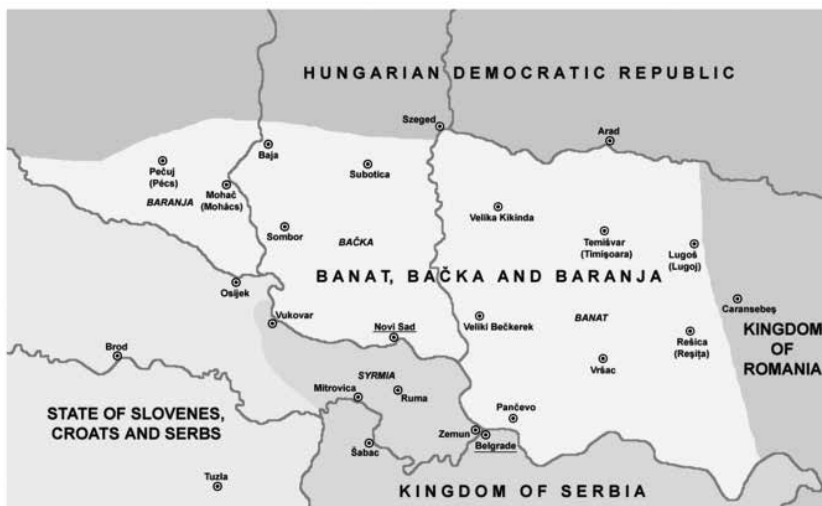 HUNGARIAN DEMOCRATIC REPUBLIC
Szeged
Arad
Baja
Pečuj
(Pécs)
Subotica
Mohač
(Mohács)
BARANJA
Velika Kikinda
Sombor
BAČKA
Temišvar
(Timișoara)
Lugoš
(Lugoj)
BANAT, BAČKA AND BARANJA
Osijek
Caransebeș
Vukovar
Novi Sad
Veliki Bečkerek
BANAT
KINGDOM
OF
ROMANIA
Rešica
(Reșița)
Brod
Vršac
SYRMIA
Mitrovica
Ruma
STATE OF SLOVENES,
CROATS AND SERBS
Pančevo
Zemun
Belgrade
Šabac
Tuzla
KINGDOM OF SERBIA